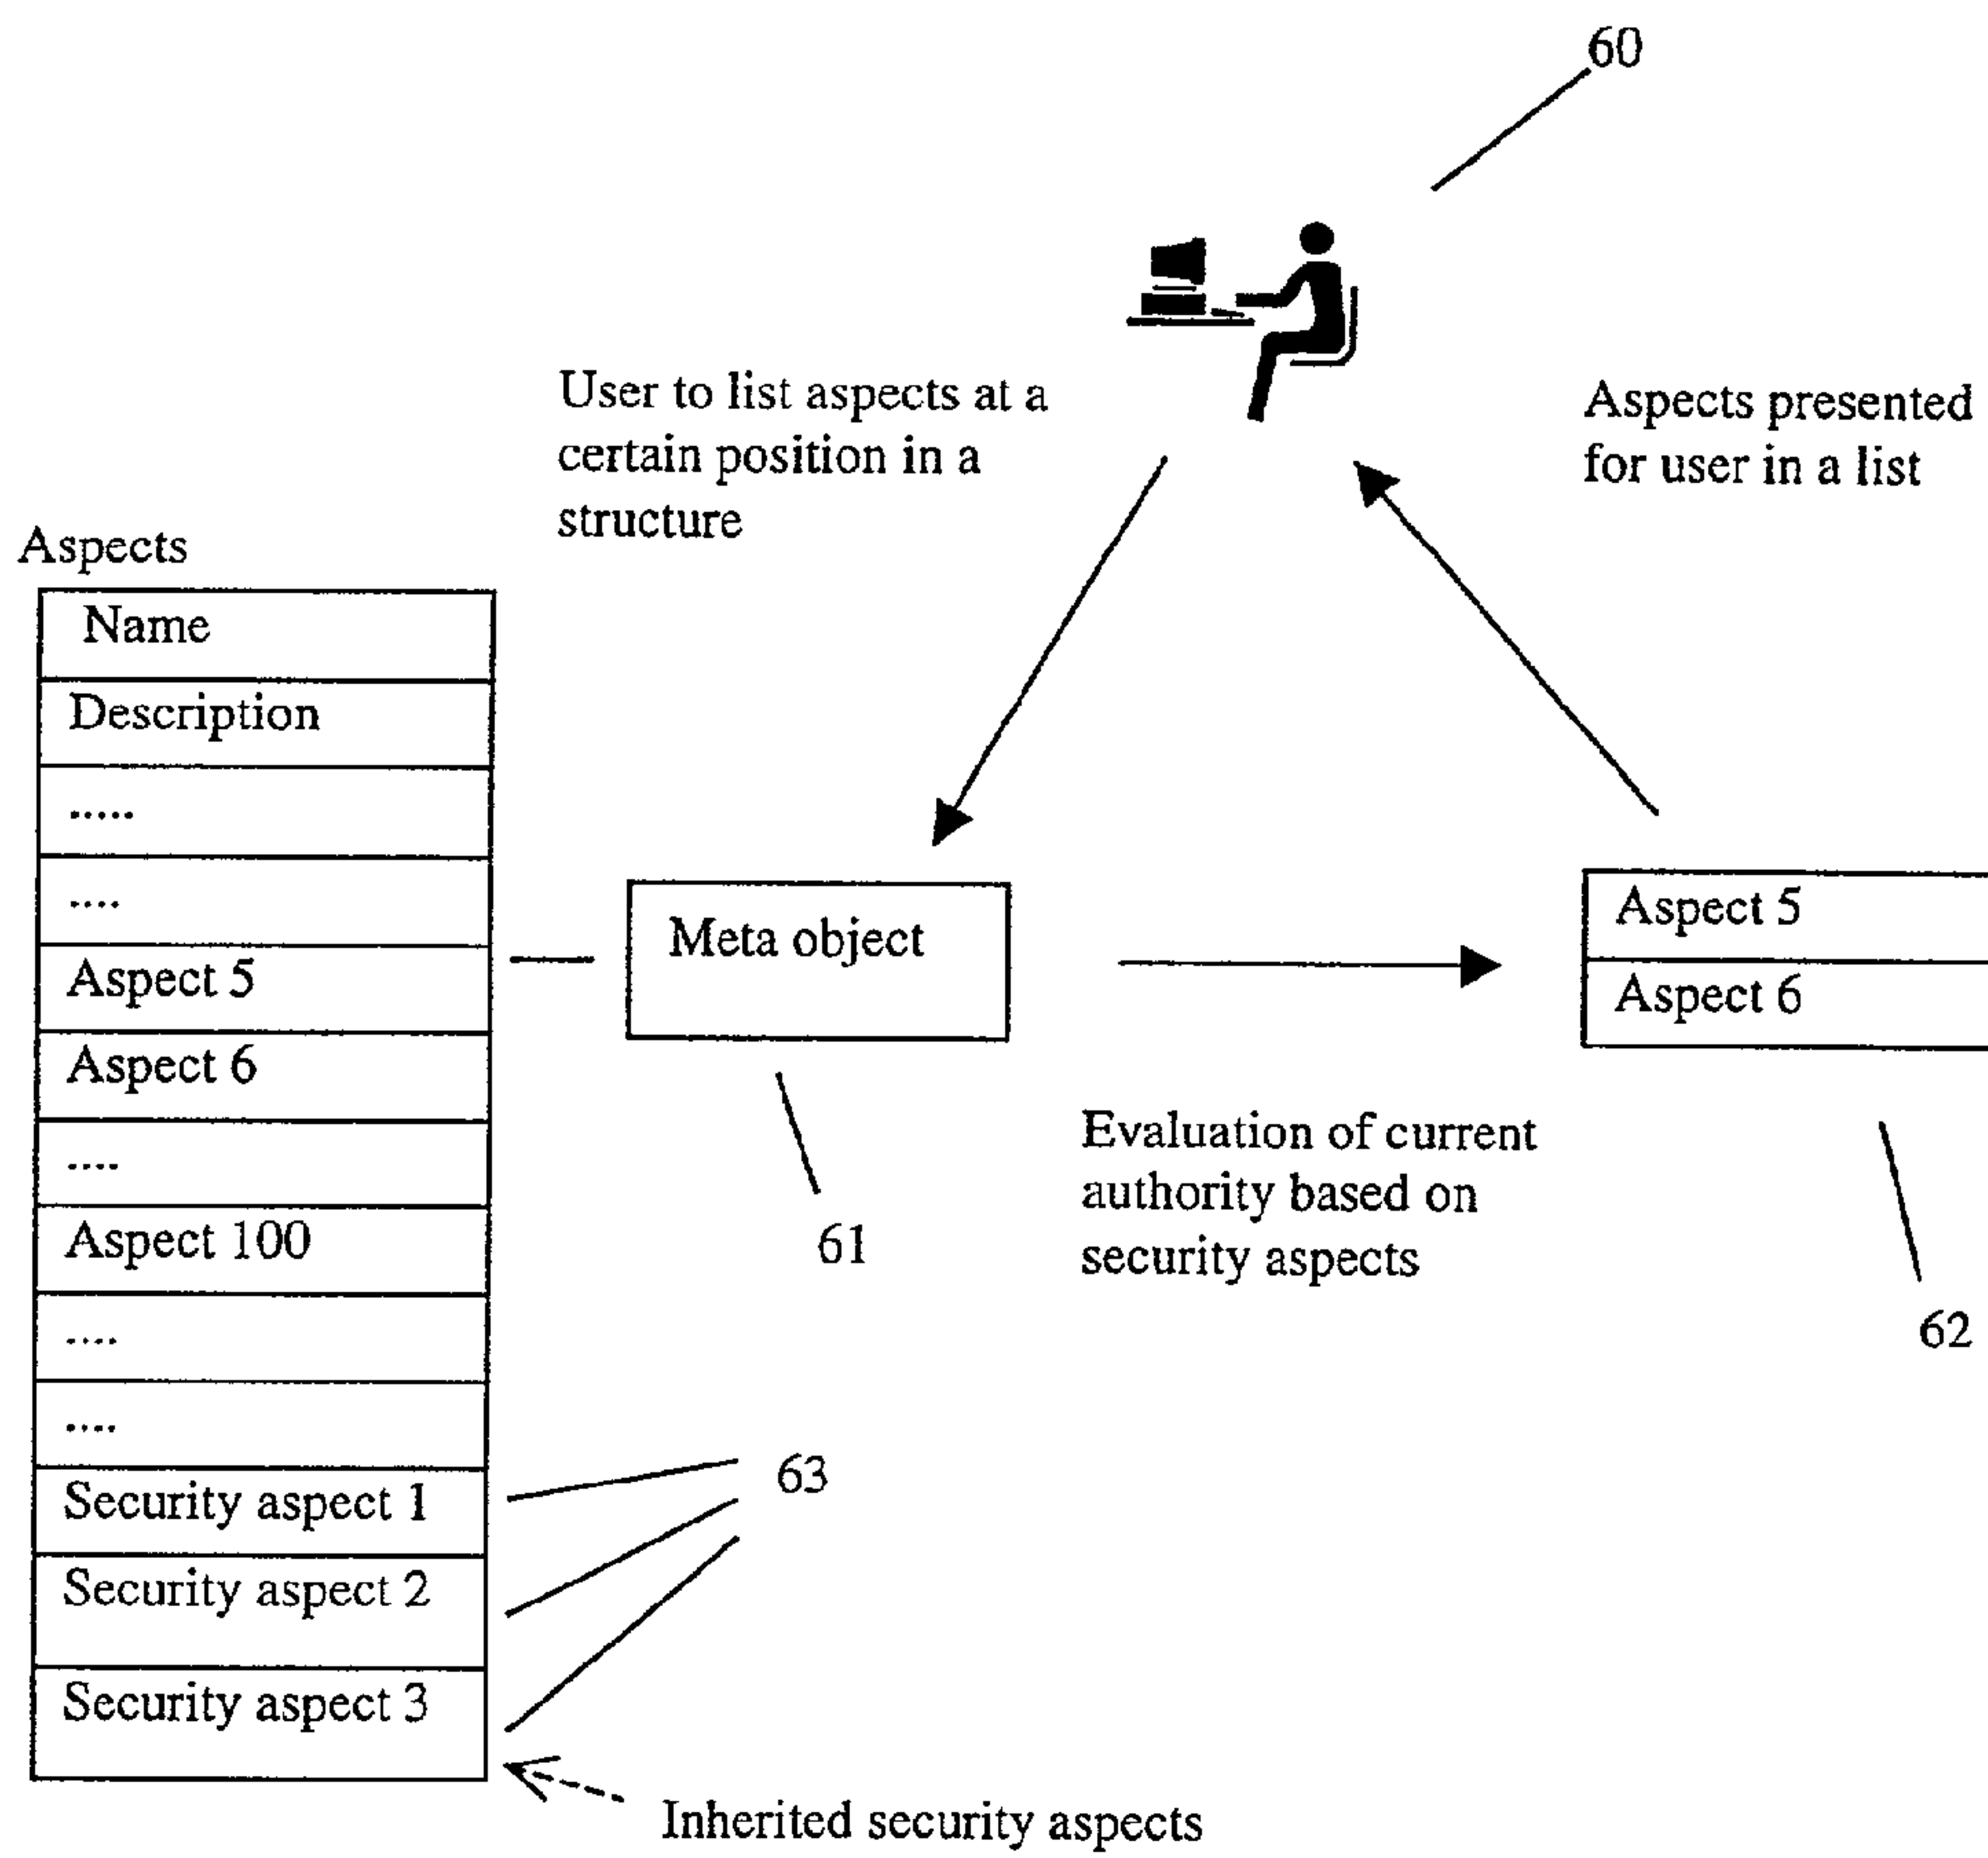 60
User to list aspects at a
certain position in a
structure
Aspects presented
for user in a list
Aspects
Name
Description
.....
....
Aspect 5
Aspect 6
....
Aspect 100
....
....
Security aspect 1
Security aspect 2
Security aspect 3
Meta object
61
Evaluation of current
authority based on
security aspects
Aspect 5
Aspect 6
62
63
Inherited security aspects